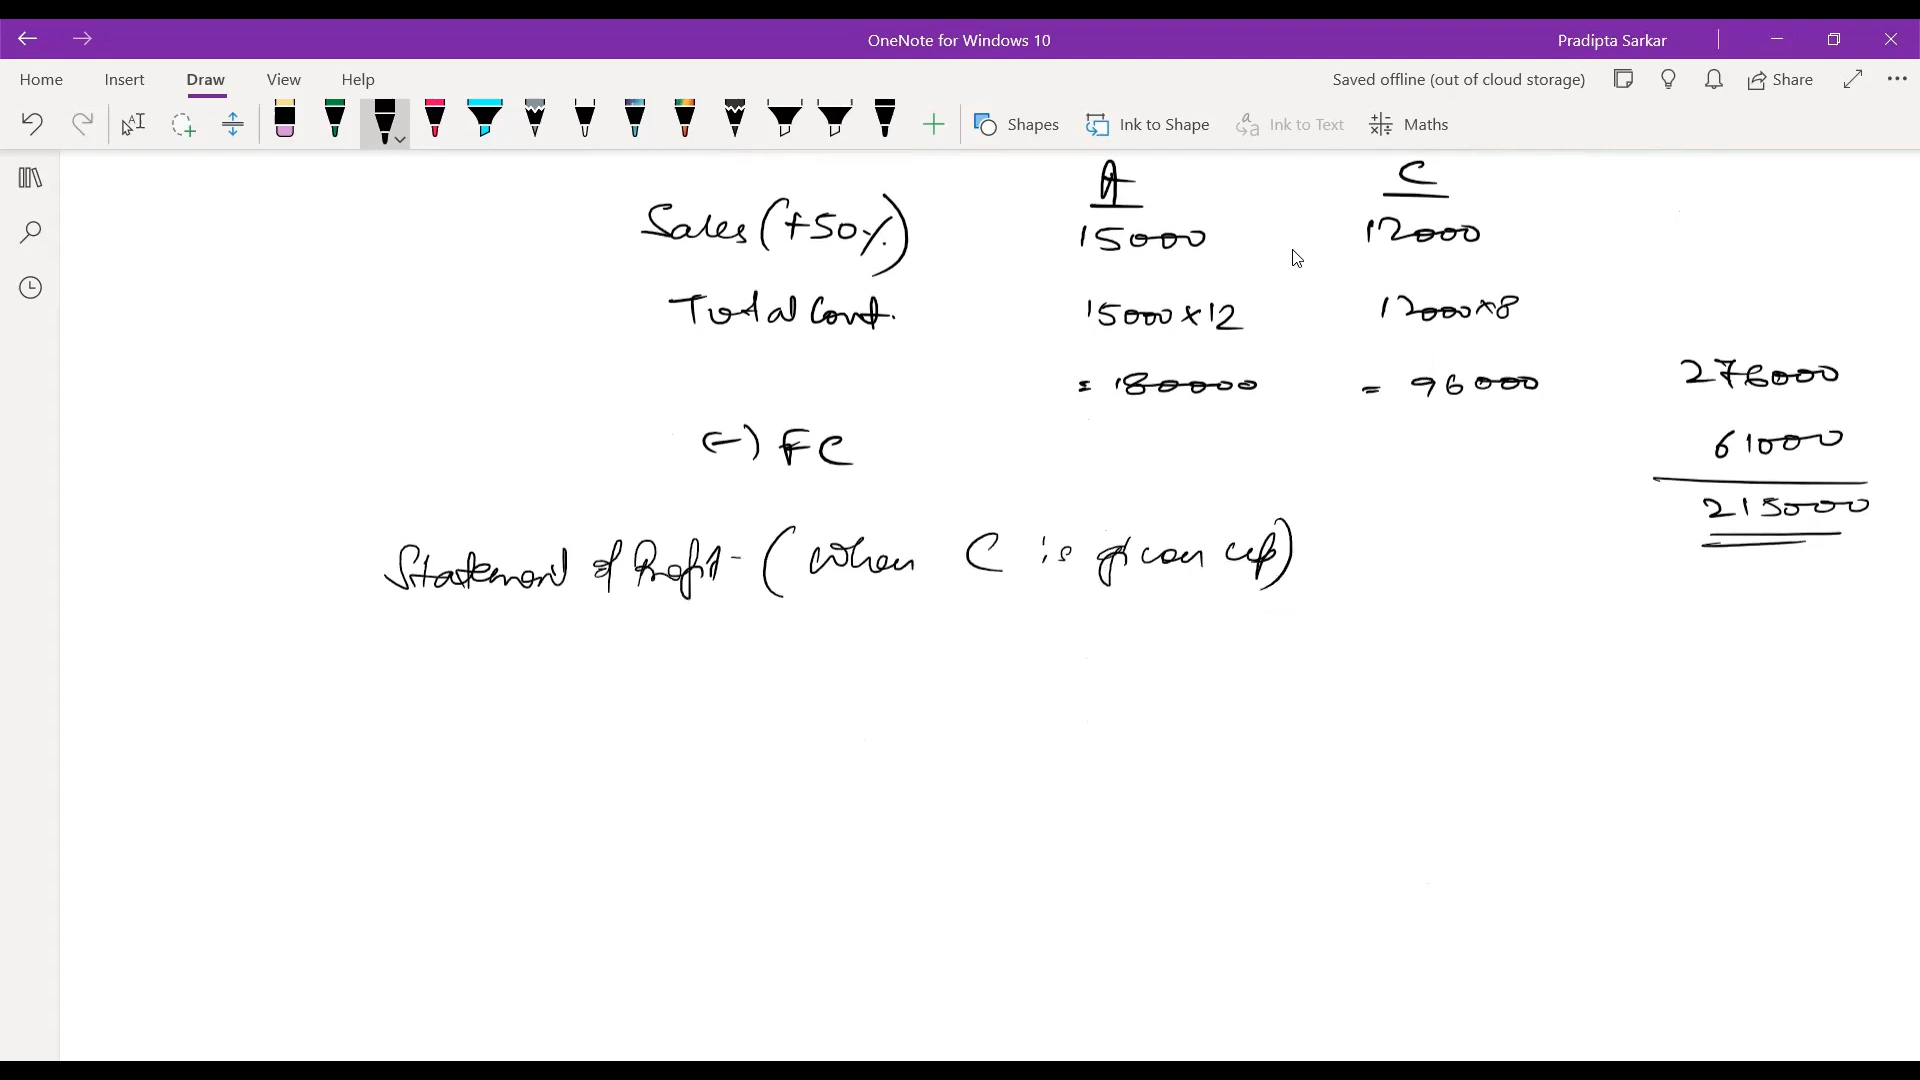 OneNote for Windows 10
Pradipta Sarkar
Home Insert Draw View Help
Saved offline (out of cloud storage) Share
Shapes Ink to Shape Ink to Text Maths
A C
Sales (+50%) 15000 12000
Total Cont. 15000 x 12 12000 x 8
= 180000 = 96000 276000
(-) FC 61000
215000
Statement of Profit - (when C is given up)